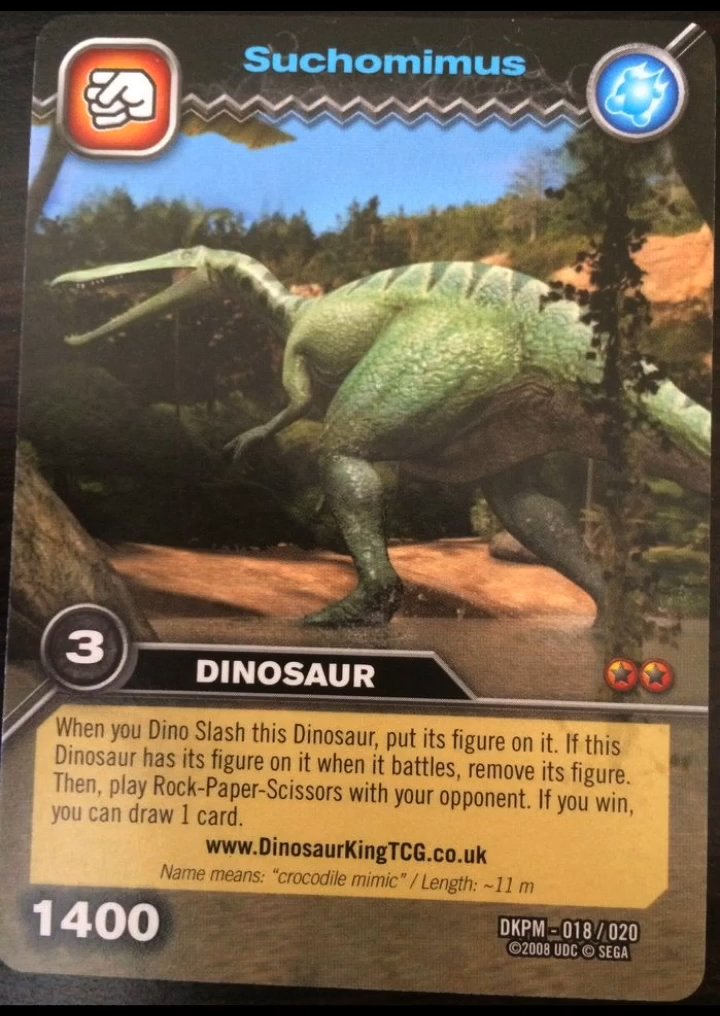 Suchomimus
3
DINOSAUR
When you Dino Slash this Dinosaur, put its figure on it. If this
Dinosaur has its figure on it when it battles, remove its figure.
Then, play Rock-Paper-Scissors with your opponent. If you win,
you can draw 1 card.
www.DinosaurKingTCG.co.uk
Name means: "crocodile mimic" / Length: ~11 m
1400
DKPM - 018 / 020
©2008 UDC © SEGA